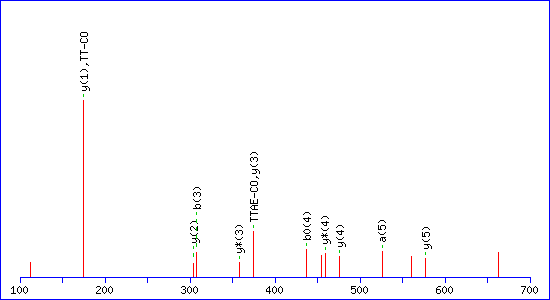 y(1),TT-CO
y(2)
b(3)
y*(3)
TTAE-CO,y(3)
b0(4)
y*(4)
y(4)
a(5)
y(5)
100 200 300 400 500 600 700